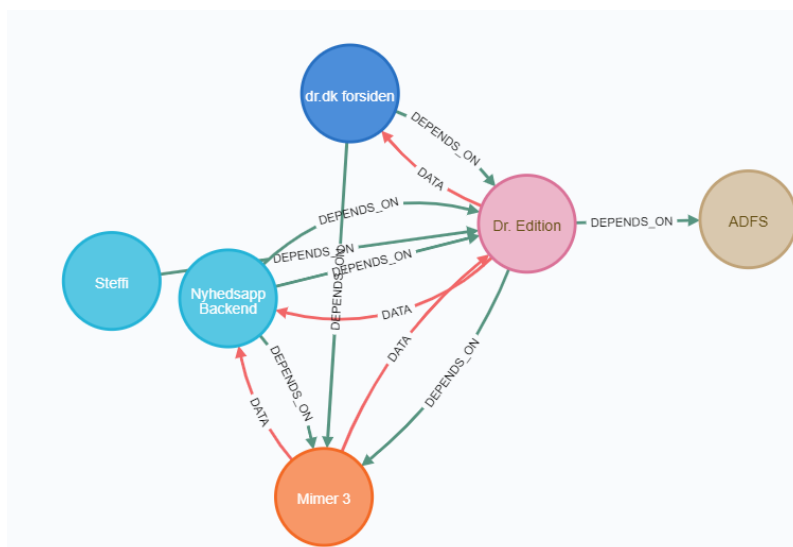 dr.dk forsiden
DEPENDS_ON
DATA
DEPENDS_ON
Dr. Edition
DEPENDS_ON
ADFS
DEPENDS_ON
DEPENDS_ON
DEPENDS_ON
Steffi
Nyhedsapp
Backend
DATA
DATA
DEPENDS_ON
DEPENDS_ON
DATA
Mimer 3